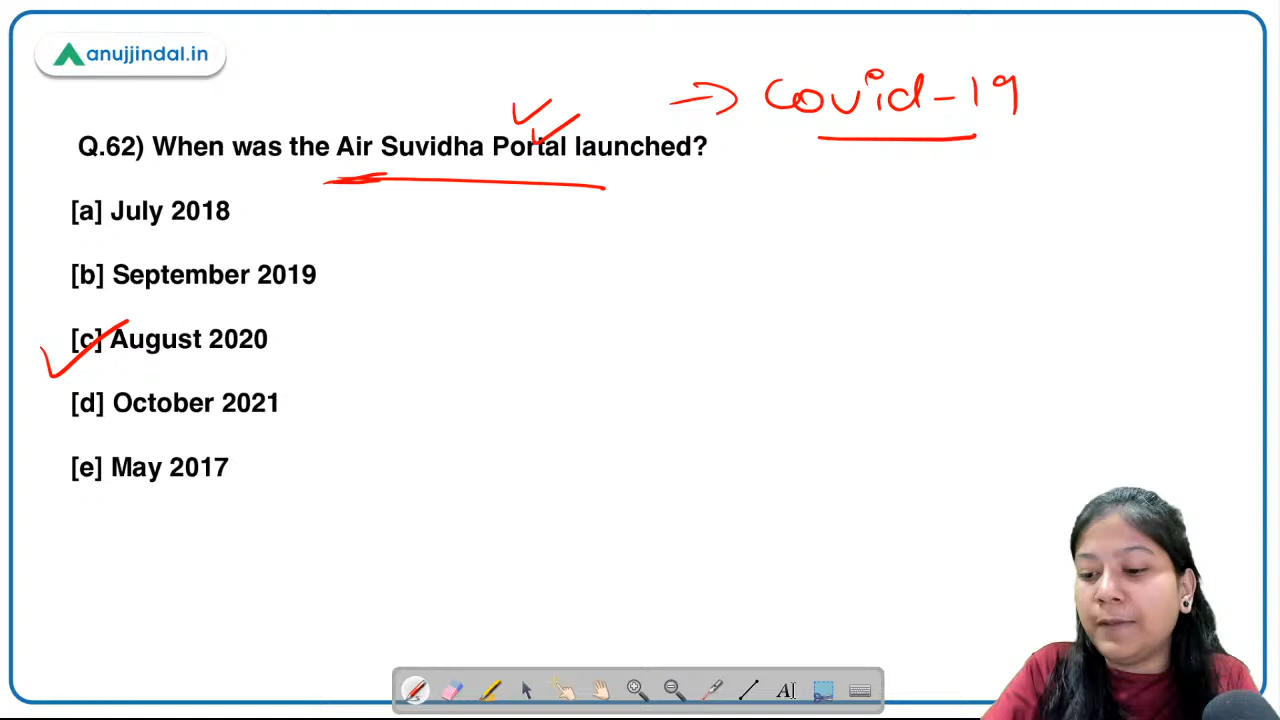 anujjindal.in
→ Covid-19
Q.62) When was the Air Suvidha Portal launched?
[a] July 2018
[b] September 2019
[c] August 2020
[d] October 2021
[e] May 2017
A